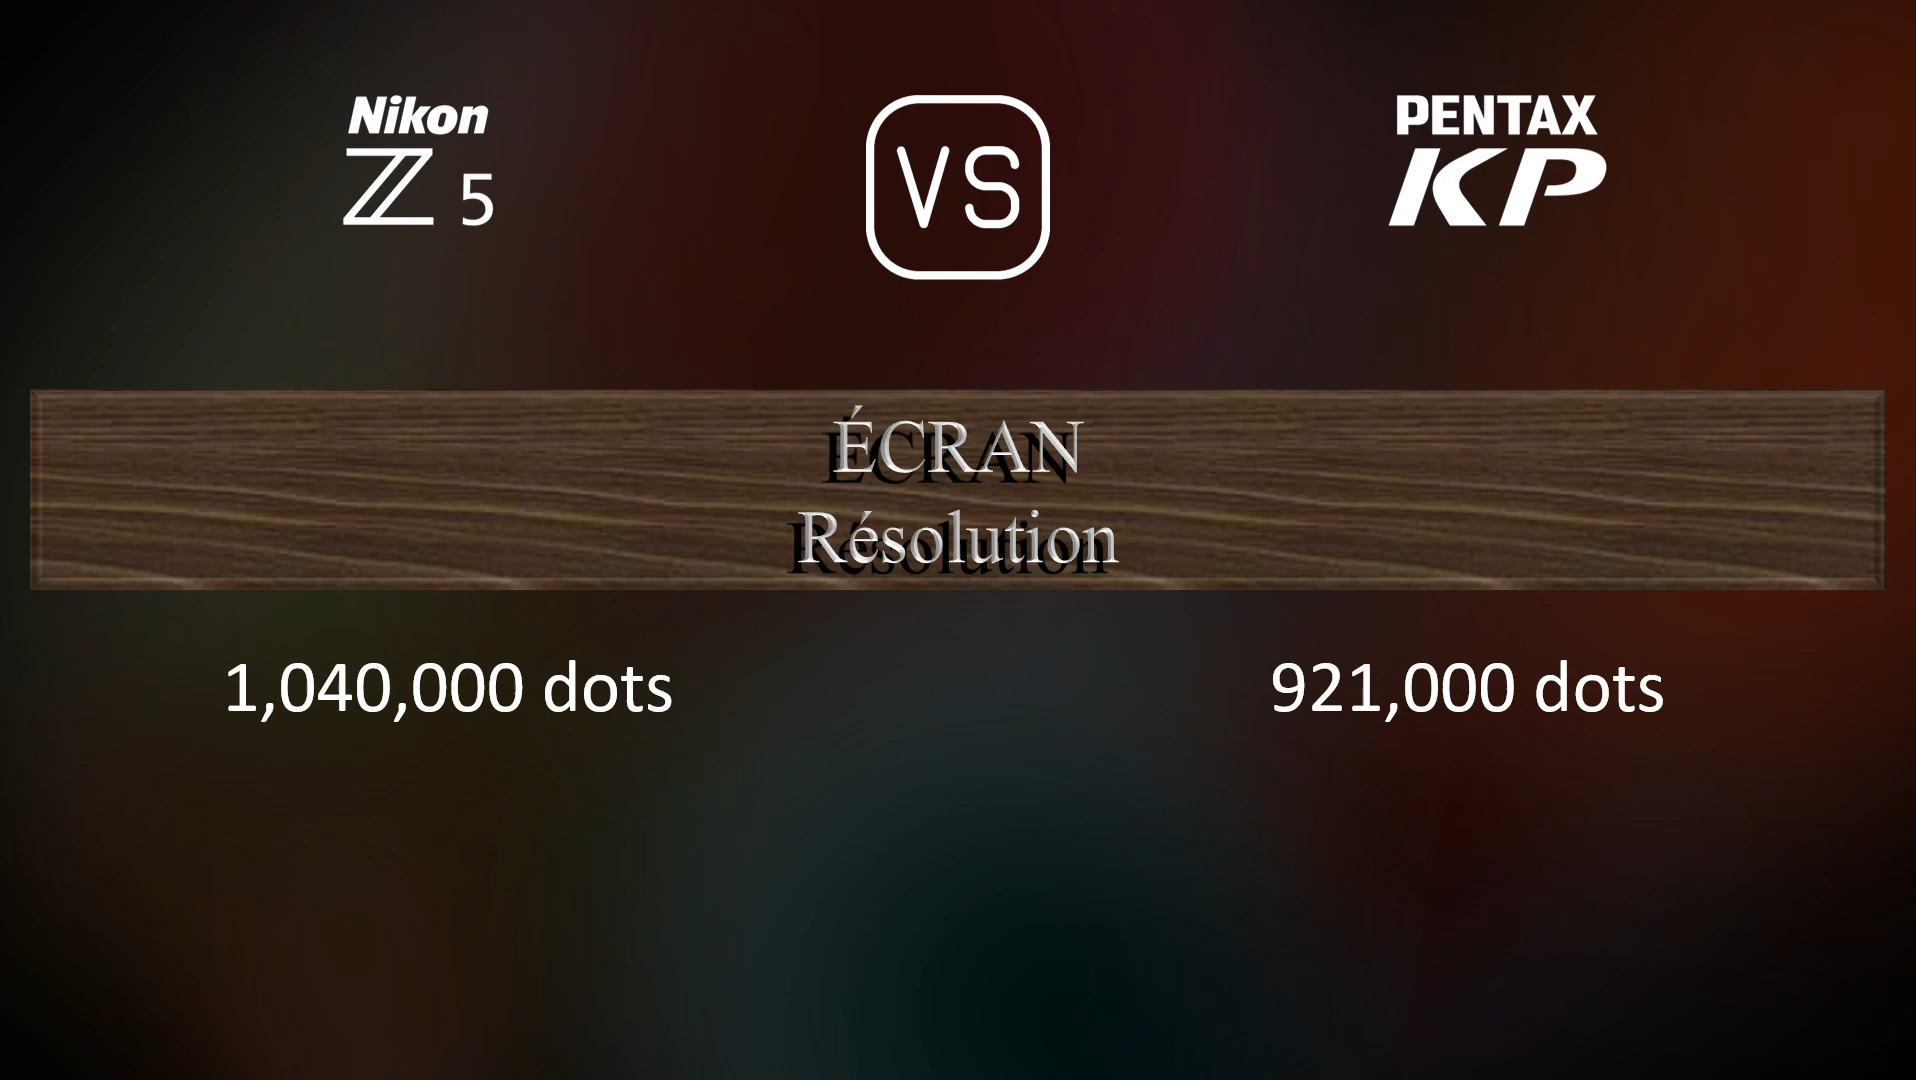 Nikon
Z 5
VS
PENTAX
KP
ÉCRAN
Résolution
1,040,000 dots
921,000 dots